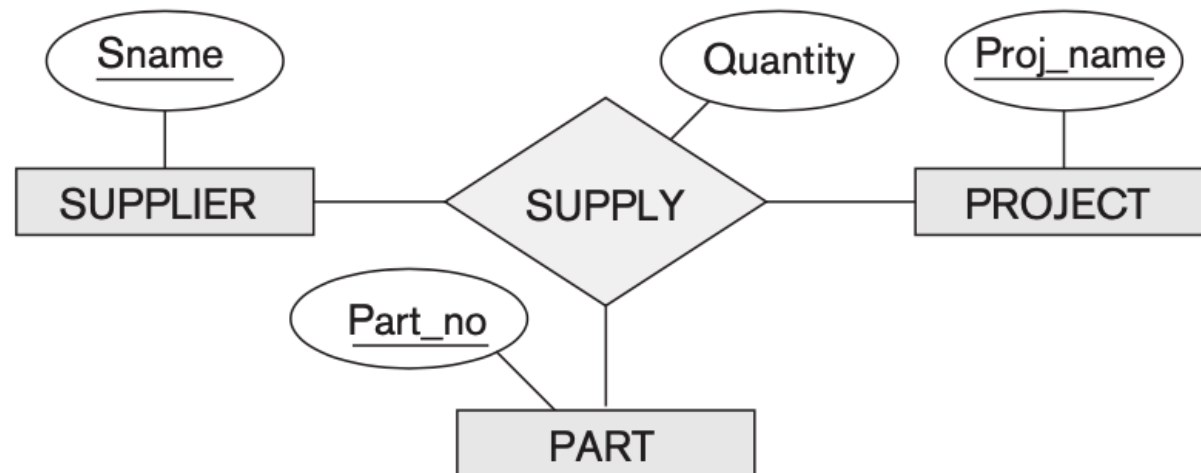 Sname
Quantity
Proj_name
SUPPLIER
SUPPLY
PROJECT
Part_no
PART